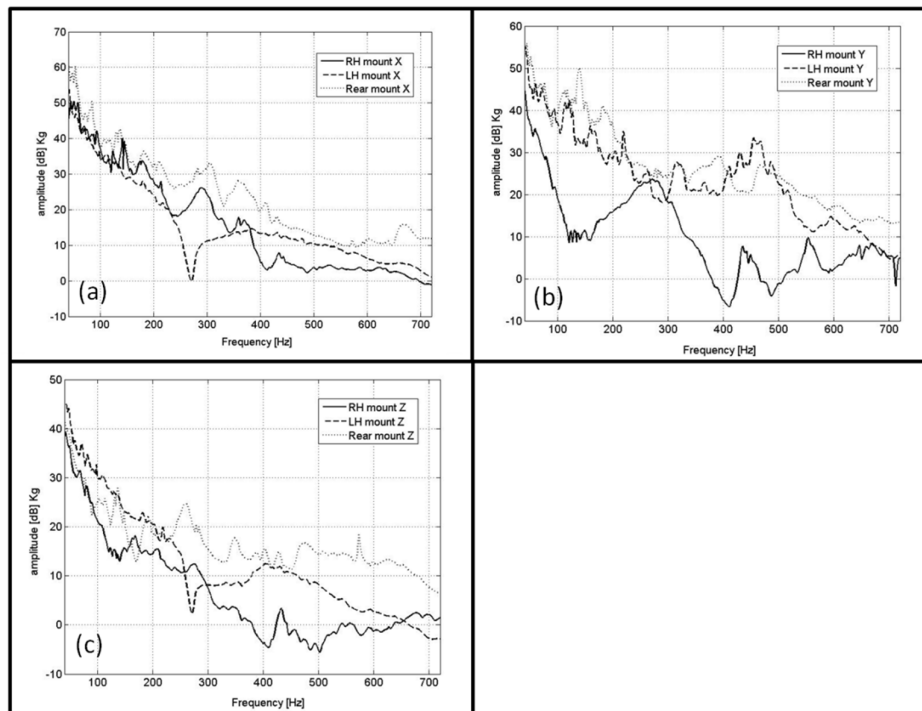 70
60
50
40
30
20
10
0
-10
100 200 300 400 500 600 700
amplitude [dB] Kg
Frequency [Hz]
RH mount X
LH mount X
Rear mount X
(a)
60
50
40
30
20
10
0
-10
100 200 300 400 500 600 700
amplitude [dB] Kg
Frequency [Hz]
RH mount Y
LH mount Y
Rear mount Y
(b)
50
40
30
20
10
0
-10
100 200 300 400 500 600 700
amplitude [dB] Kg
Frequency [Hz]
RH mount Z
LH mount Z
Rear mount Z
(c)